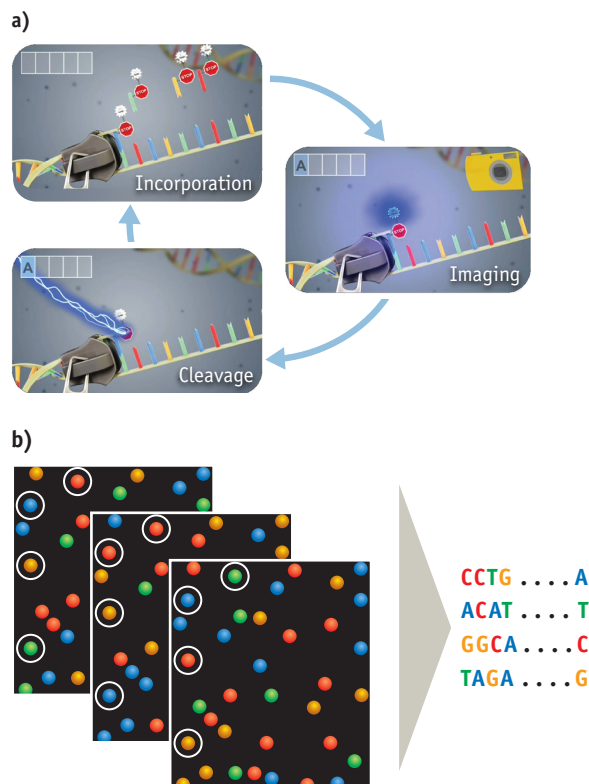 a)
STOP
STOP
STOP
STOP
Incorporation
A
STOP
Imaging
A
Cleavage
b)
CCTG ....A
ACAT ....T
GGCA ....C
TAGA ....G